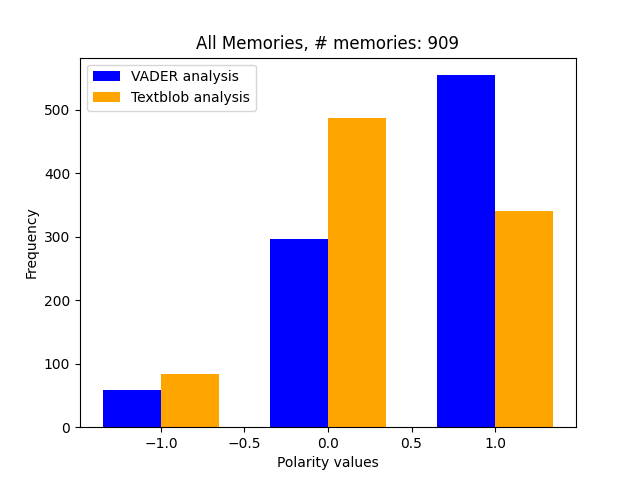 All Memories, # memories: 909
VADER analysis
Textblob analysis
Frequency
500
400
300
200
100
0
−1.0 −0.5 0.0 0.5 1.0
Polarity values